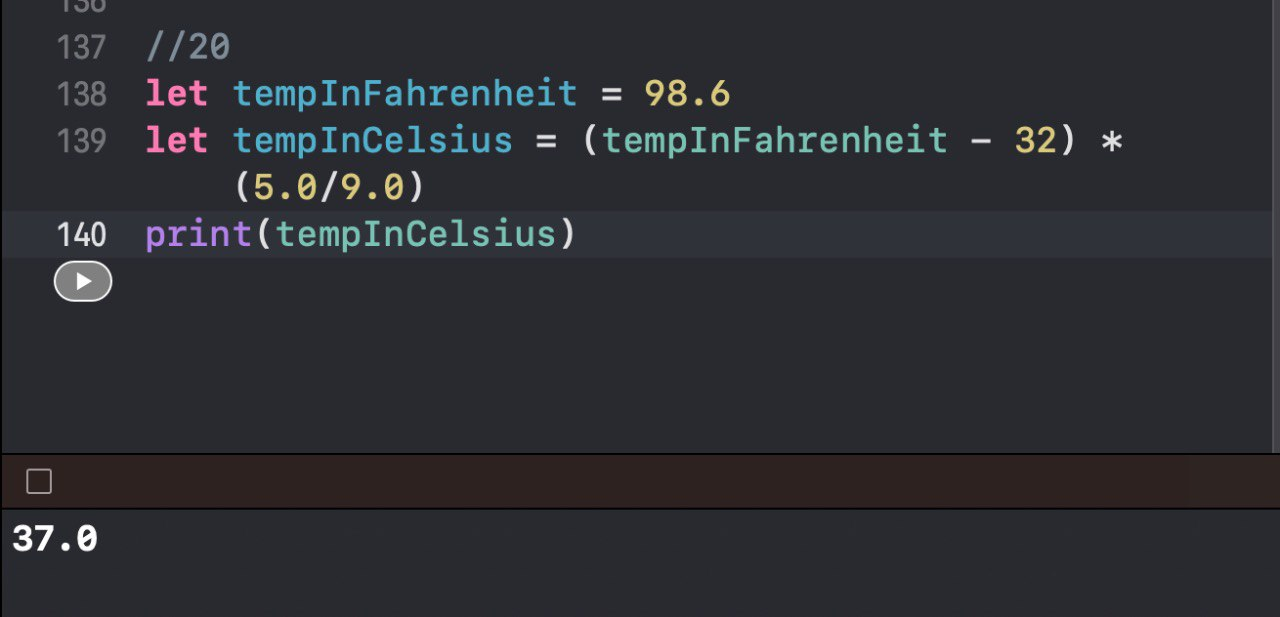 136
137 //20
138 let tempInFahrenheit = 98.6
139 let tempInCelsius = (tempInFahrenheit - 32) *
(5.0/9.0)
140 print(tempInCelsius)
37.0